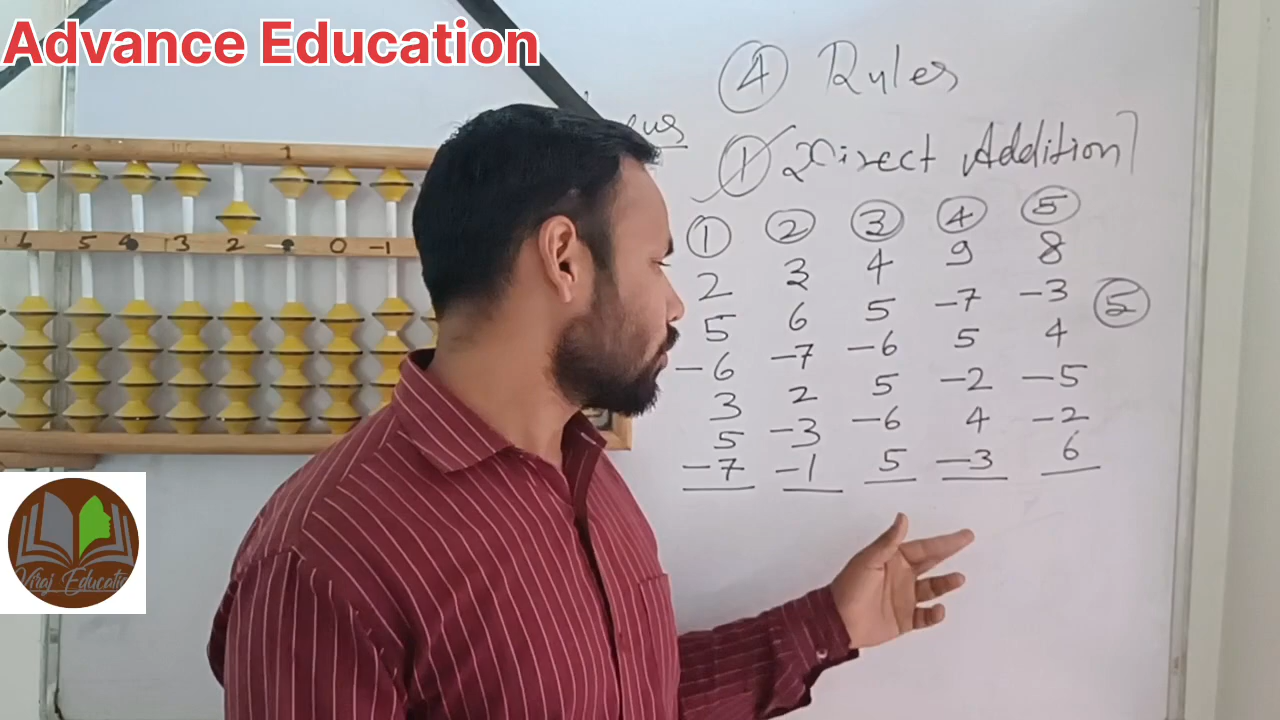 Advance Education
4 Rules
1 Direct Addition
1 2 3 4 5
2 3 4 9 8
5 6 5 -7 -3
-6 -7 -6 5 4
3 2 5 -2 -5
5 -3 -6 4 -2
-7 -1 5 -3 6
5
6 5 4 3 2 0 -1
Viraj Educatio